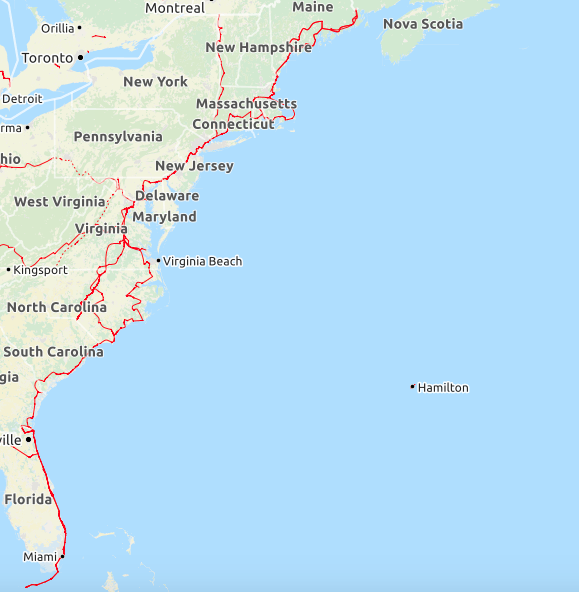 Montreal
Maine
Orillia
Nova Scotia
New Hampshire
Toronto
New York
Detroit
Massachusetts
Connecticut
rma
Pennsylvania
hio
New Jersey
West Virginia
Delaware
Maryland
Virginia
Virginia Beach
Kingsport
North Carolina
South Carolina
gia
Hamilton
ville
Florida
Miami